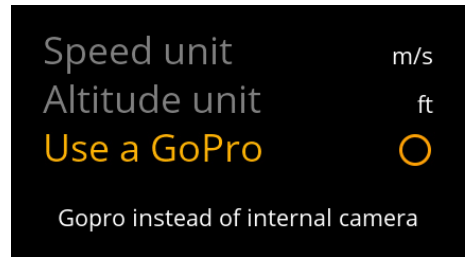 Speed unit m/s
Altitude unit ft
Use a GoPro
Gopro instead of internal camera